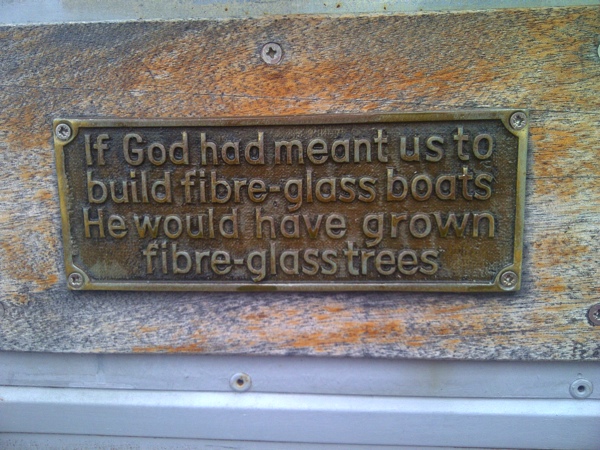 If God had meant us to
build fibre-glass boats
He would have grown
fibre-glass trees